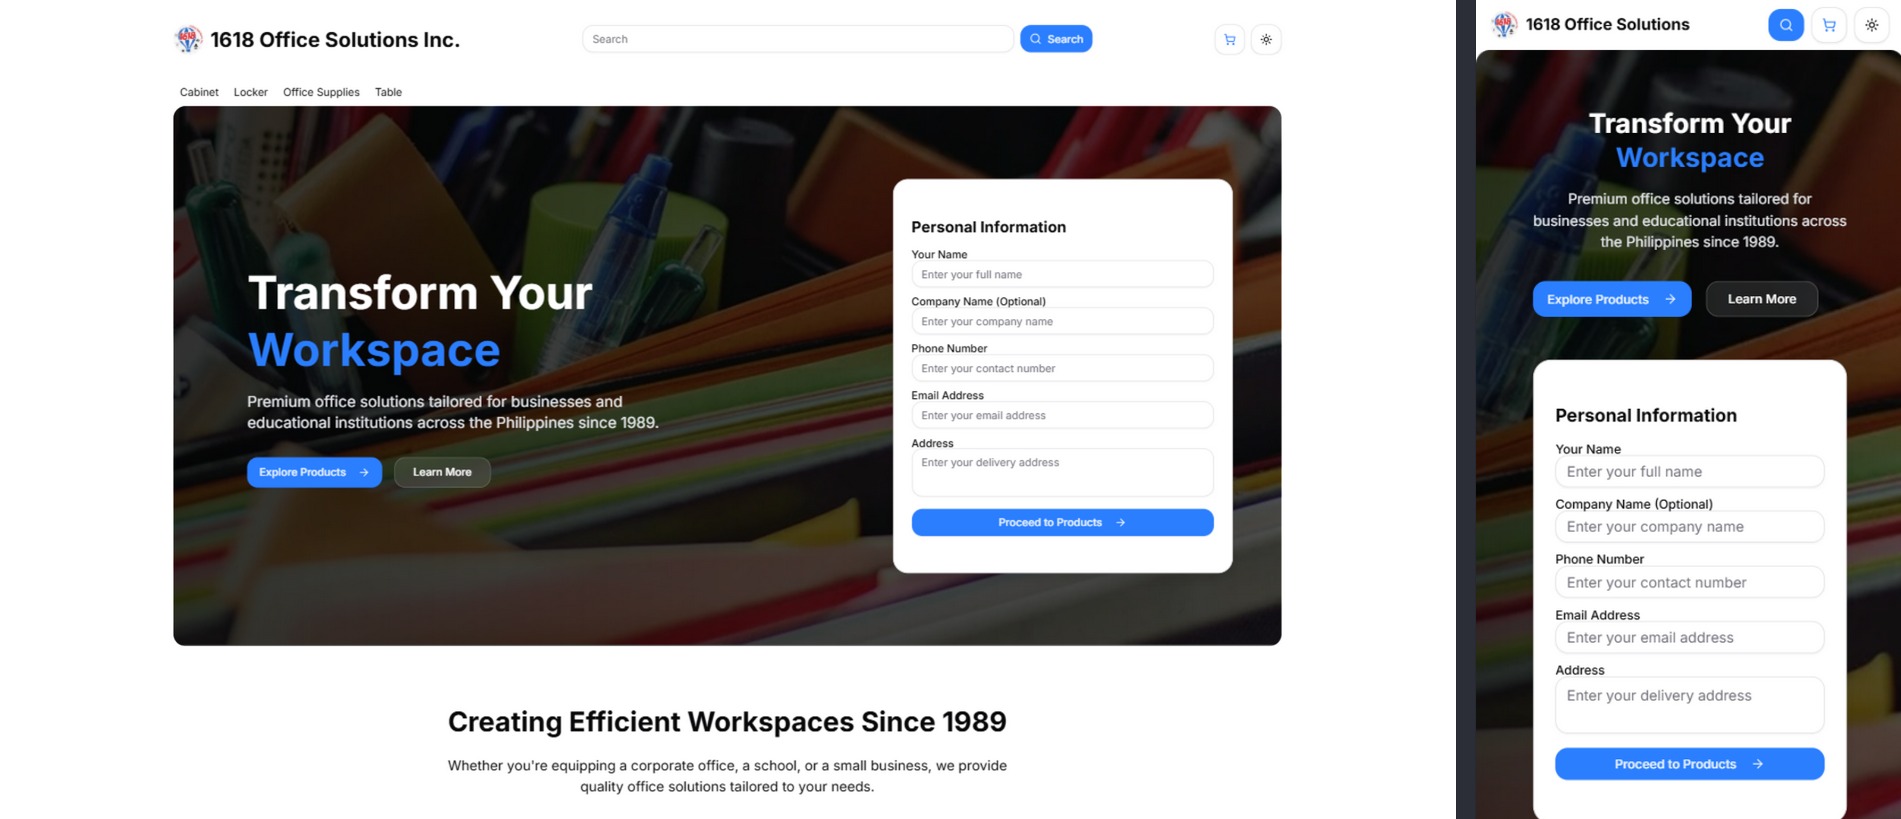 1618 Office Solutions Inc.
Search
Search
Cabinet
Locker
Office Supplies
Table
Transform Your
Workspace
Premium office solutions tailored for businesses and
educational institutions across the Philippines since 1989.
Explore Products
Learn More
Personal Information
Your Name
Enter your full name
Company Name (Optional)
Enter your company name
Phone Number
Enter your contact number
Email Address
Enter your email address
Address
Enter your delivery address
Proceed to Products
Creating Efficient Workspaces Since 1989
Whether you're equipping a corporate office, a school, or a small business, we provide
quality office solutions tailored to your needs.
1618 Office Solutions
Transform Your
Workspace
Premium office solutions tailored for
businesses and educational institutions across
the Philippines since 1989.
Explore Products
Learn More
Personal Information
Your Name
Enter your full name
Company Name (Optional)
Enter your company name
Phone Number
Enter your contact number
Email Address
Enter your email address
Address
Enter your delivery address
Proceed to Products